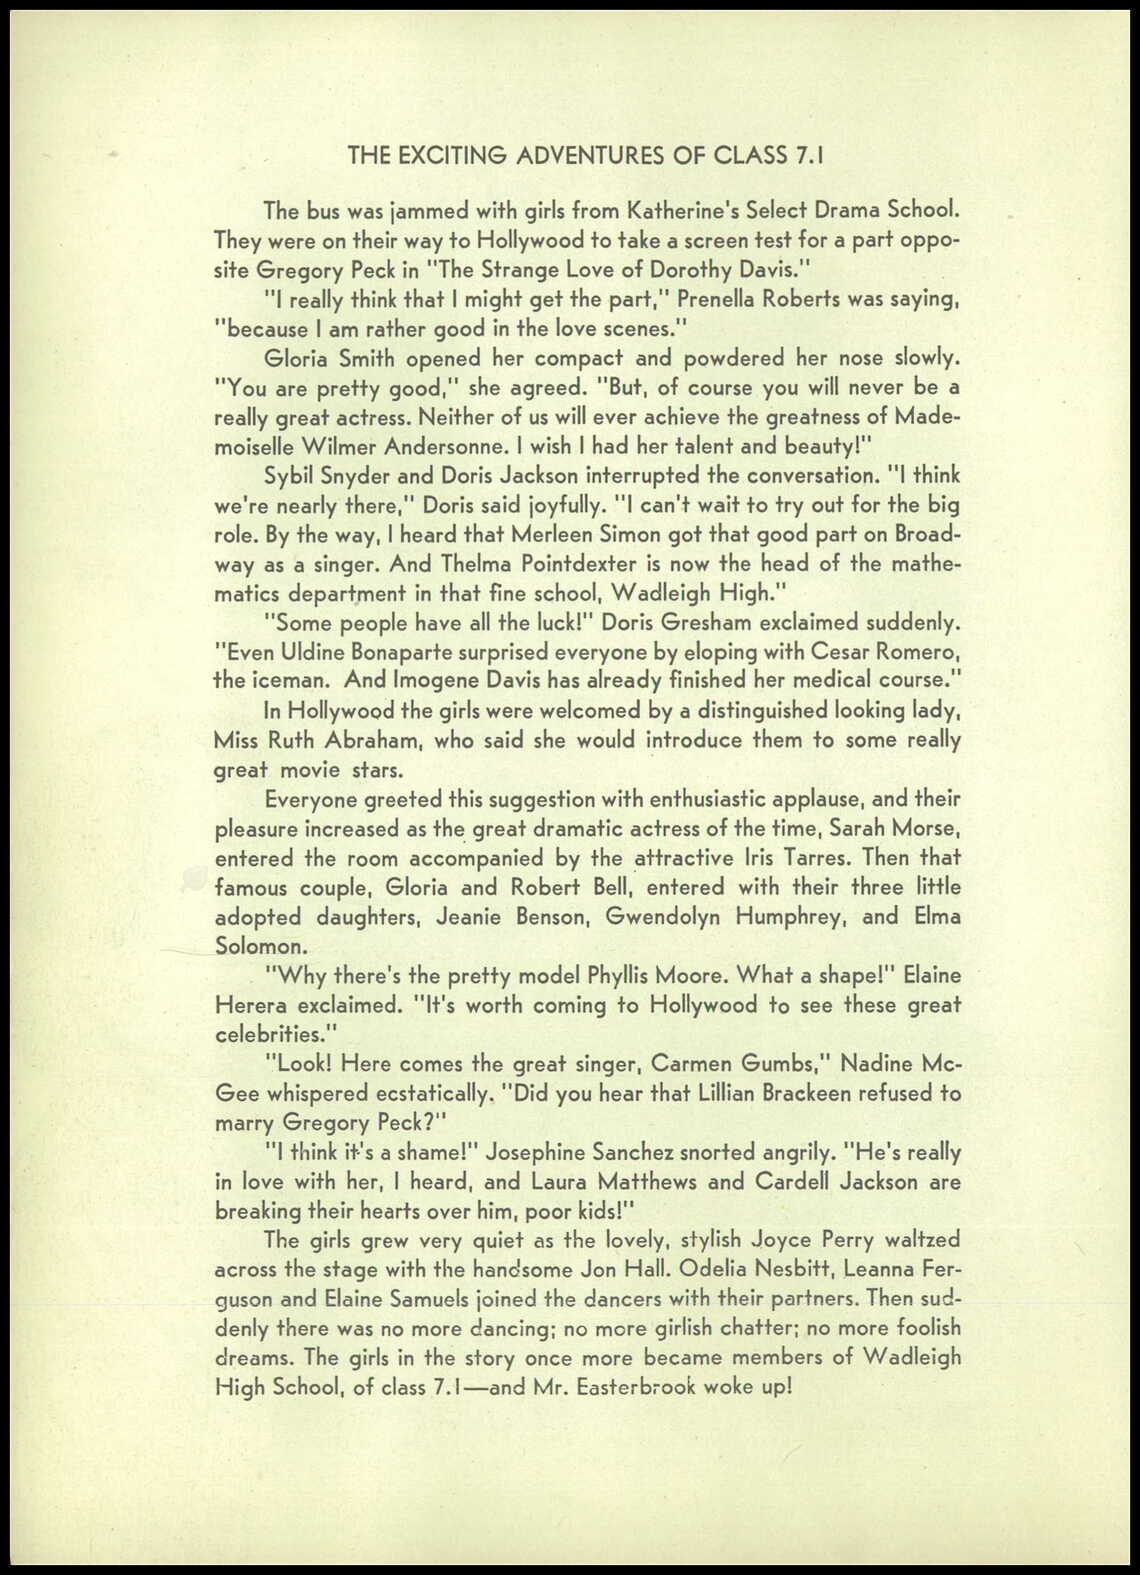 THE EXCITING ADVENTURES OF CLASS 7.1
The bus was jammed with girls from Katherine's Select Drama School.
They were on their way to Hollywood to take a screen test for a part oppo-
site Gregory Peck in "The Strange Love of Dorothy Davis."
"I really think that I might get the part," Prenella Roberts was saying,
"because I am rather good in the love scenes."
Gloria Smith opened her compact and powdered her nose slowly.
"You are pretty good," she agreed. "But, of course you will never be a
really great actress. Neither of us will ever achieve the greatness of Made-
moiselle Wilmer Andersonne. I wish I had her talent and beauty!"
Sybil Snyder and Doris Jackson interrupted the conversation. "I think
we're nearly there," Doris said joyfully. "I can't wait to try out for the big
role. By the way, I heard that Merleen Simon got that good part on Broad-
way as a singer. And Thelma Pointdexter is now the head of the mathe-
matics department in that fine school, Wadleigh High."
"Some people have all the luck!" Doris Gresham exclaimed suddenly.
"Even Uldine Bonaparte surprised everyone by eloping with Cesar Romero,
the iceman. And Imogene Davis has already finished her medical course."
In Hollywood the girls were welcomed by a distinguished looking lady,
Miss Ruth Abraham, who said she would introduce them to some really
great movie stars.
Everyone greeted this suggestion with enthusiastic applause, and their
pleasure increased as the great dramatic actress of the time, Sarah Morse,
entered the room accompanied by the attractive Iris Tarres. Then that
famous couple, Gloria and Robert Bell, entered with their three little
adopted daughters, Jeanie Benson, Gwendolyn Humphrey, and Elma
Solomon.
"Why there's the pretty model Phyllis Moore. What a shape!" Elaine
Herera exclaimed. "It's worth coming to Hollywood to see these great
celebrities."
"Look! Here comes the great singer, Carmen Gumbs," Nadine Mc-
Gee whispered ecstatically. "Did you hear that Lillian Brackeen refused to
marry Gregory Peck?"
"I think it's a shame!" Josephine Sanchez snorted angrily. "He's really
in love with her, I heard, and Laura Matthews and Cardell Jackson are
breaking their hearts over him, poor kids!"
The girls grew very quiet as the lovely, stylish Joyce Perry waltzed
across the stage with the handsome Jon Hall. Odelia Nesbitt, Leanna Fer-
guson and Elaine Samuels joined the dancers with their partners. Then sud-
denly there was no more dancing; no more girlish chatter; no more foolish
dreams. The girls in the story once more became members of Wadleigh
High School, of class 7.1—and Mr. Easterbrook woke up!